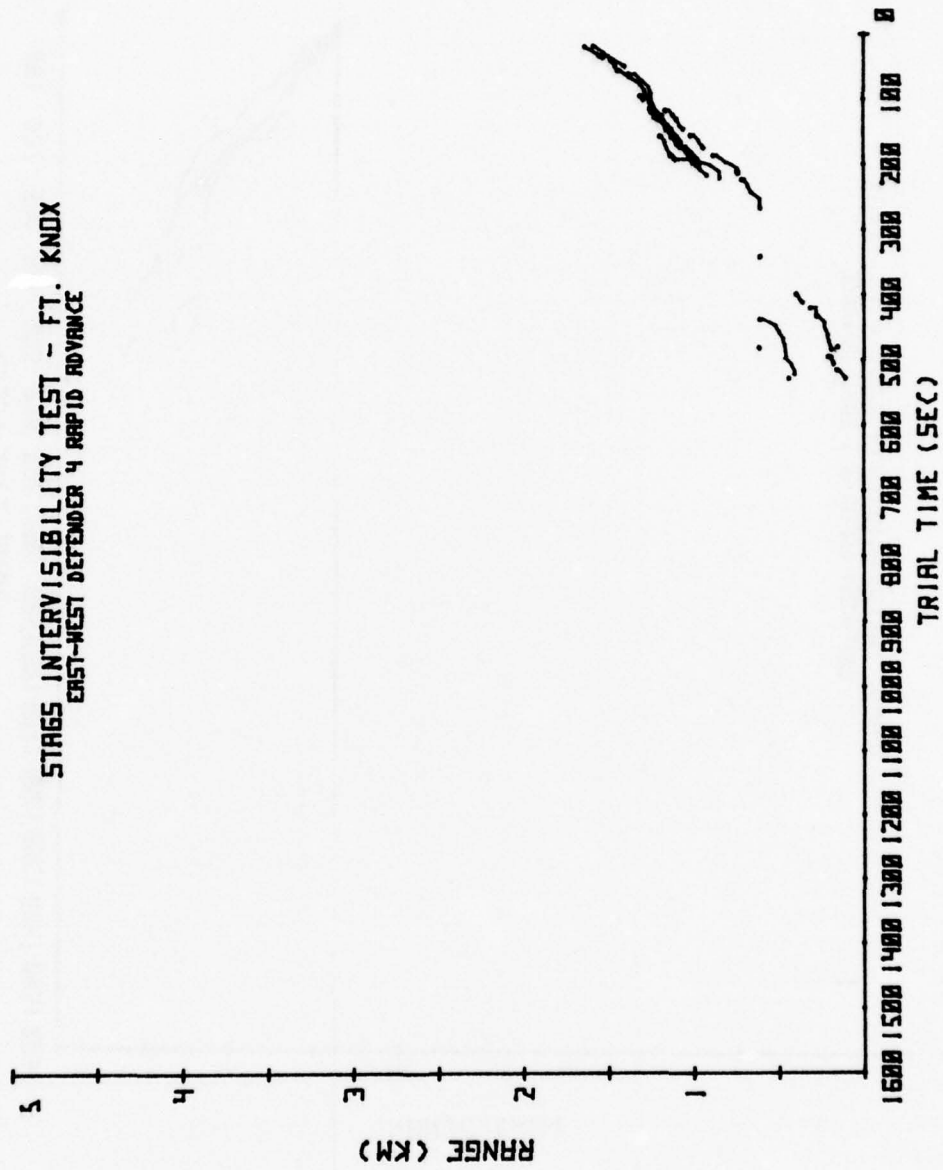 STAGS INTERVISIBILITY TEST - FT. KNOX
EAST-WEST DEFENDER 4 RAPID ADVANCE
5
4
3
2
1
RANGE (KM)
1600 1500 1400 1300 1200 1100 1000 900 800 700 600 500 400 300 200 100 0
TRIAL TIME (SEC)